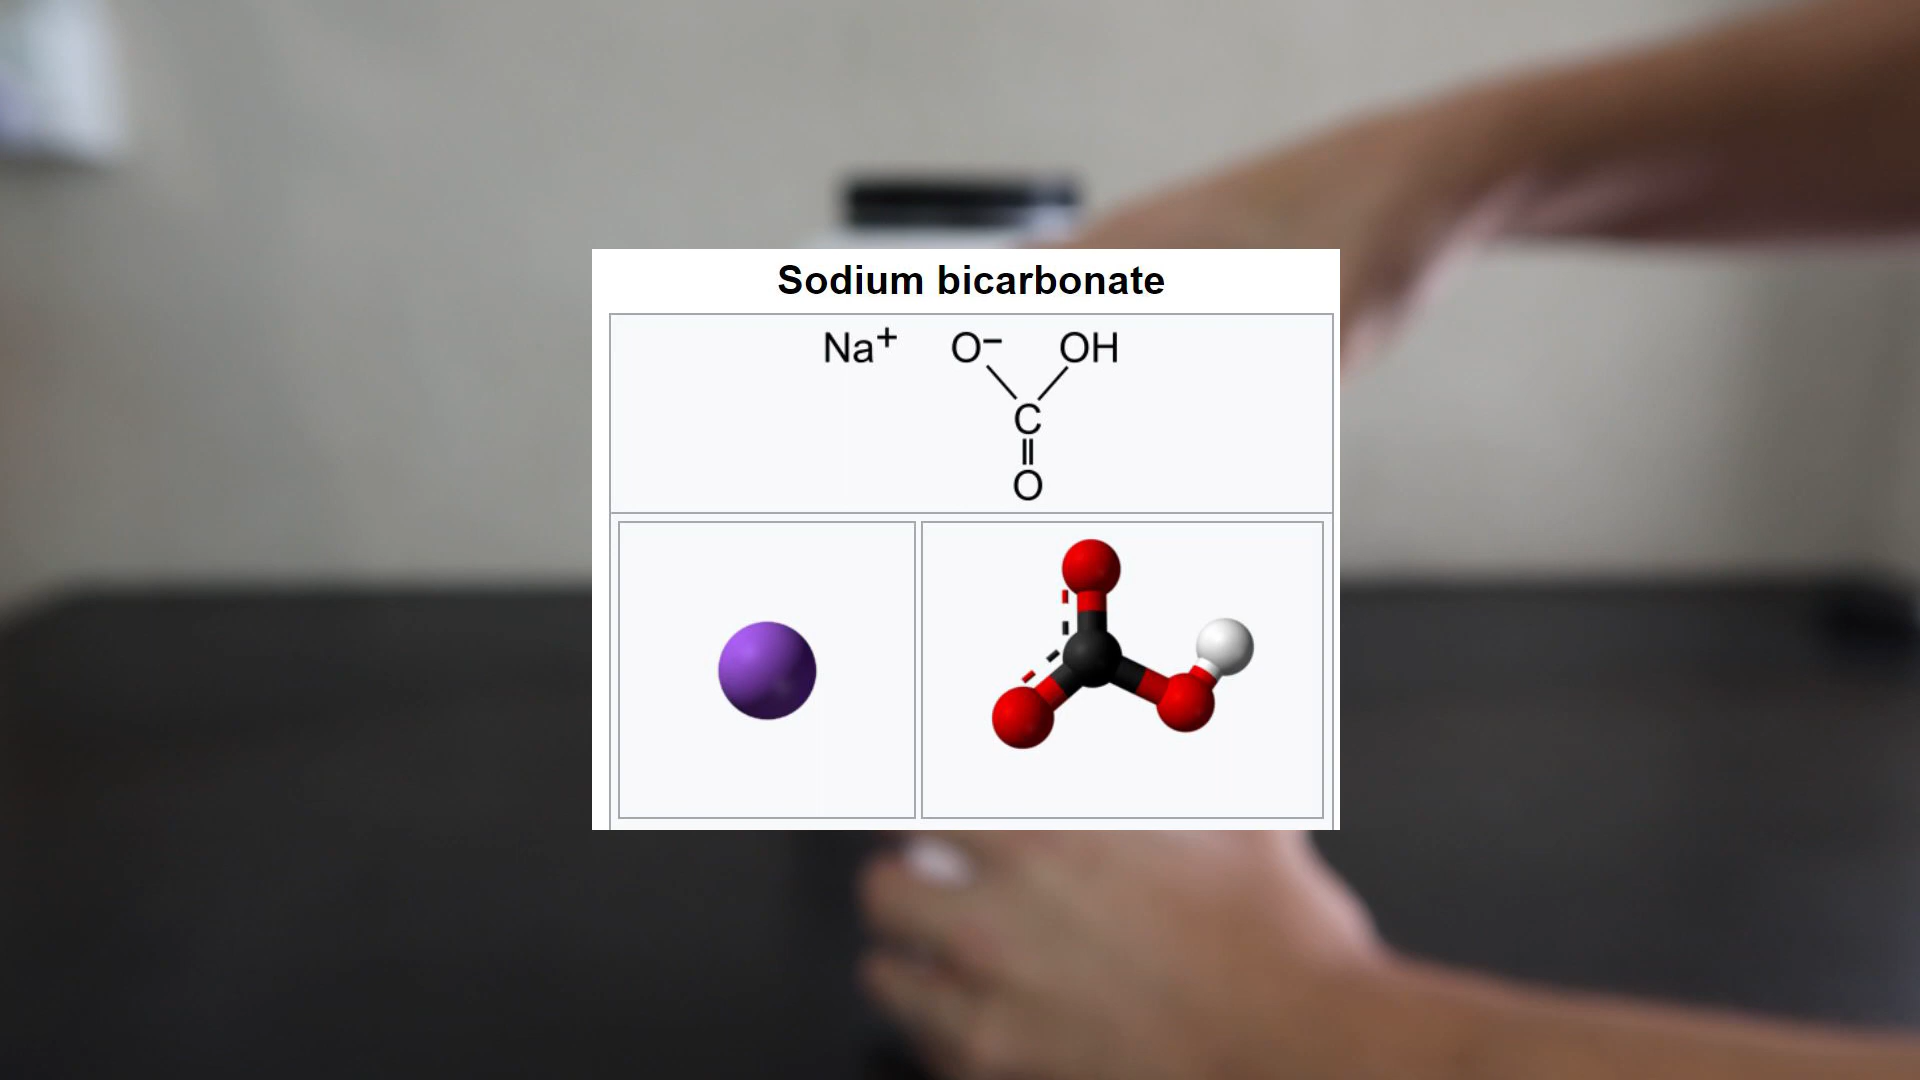 Sodium bicarbonate
Na+ O− OH
C
O